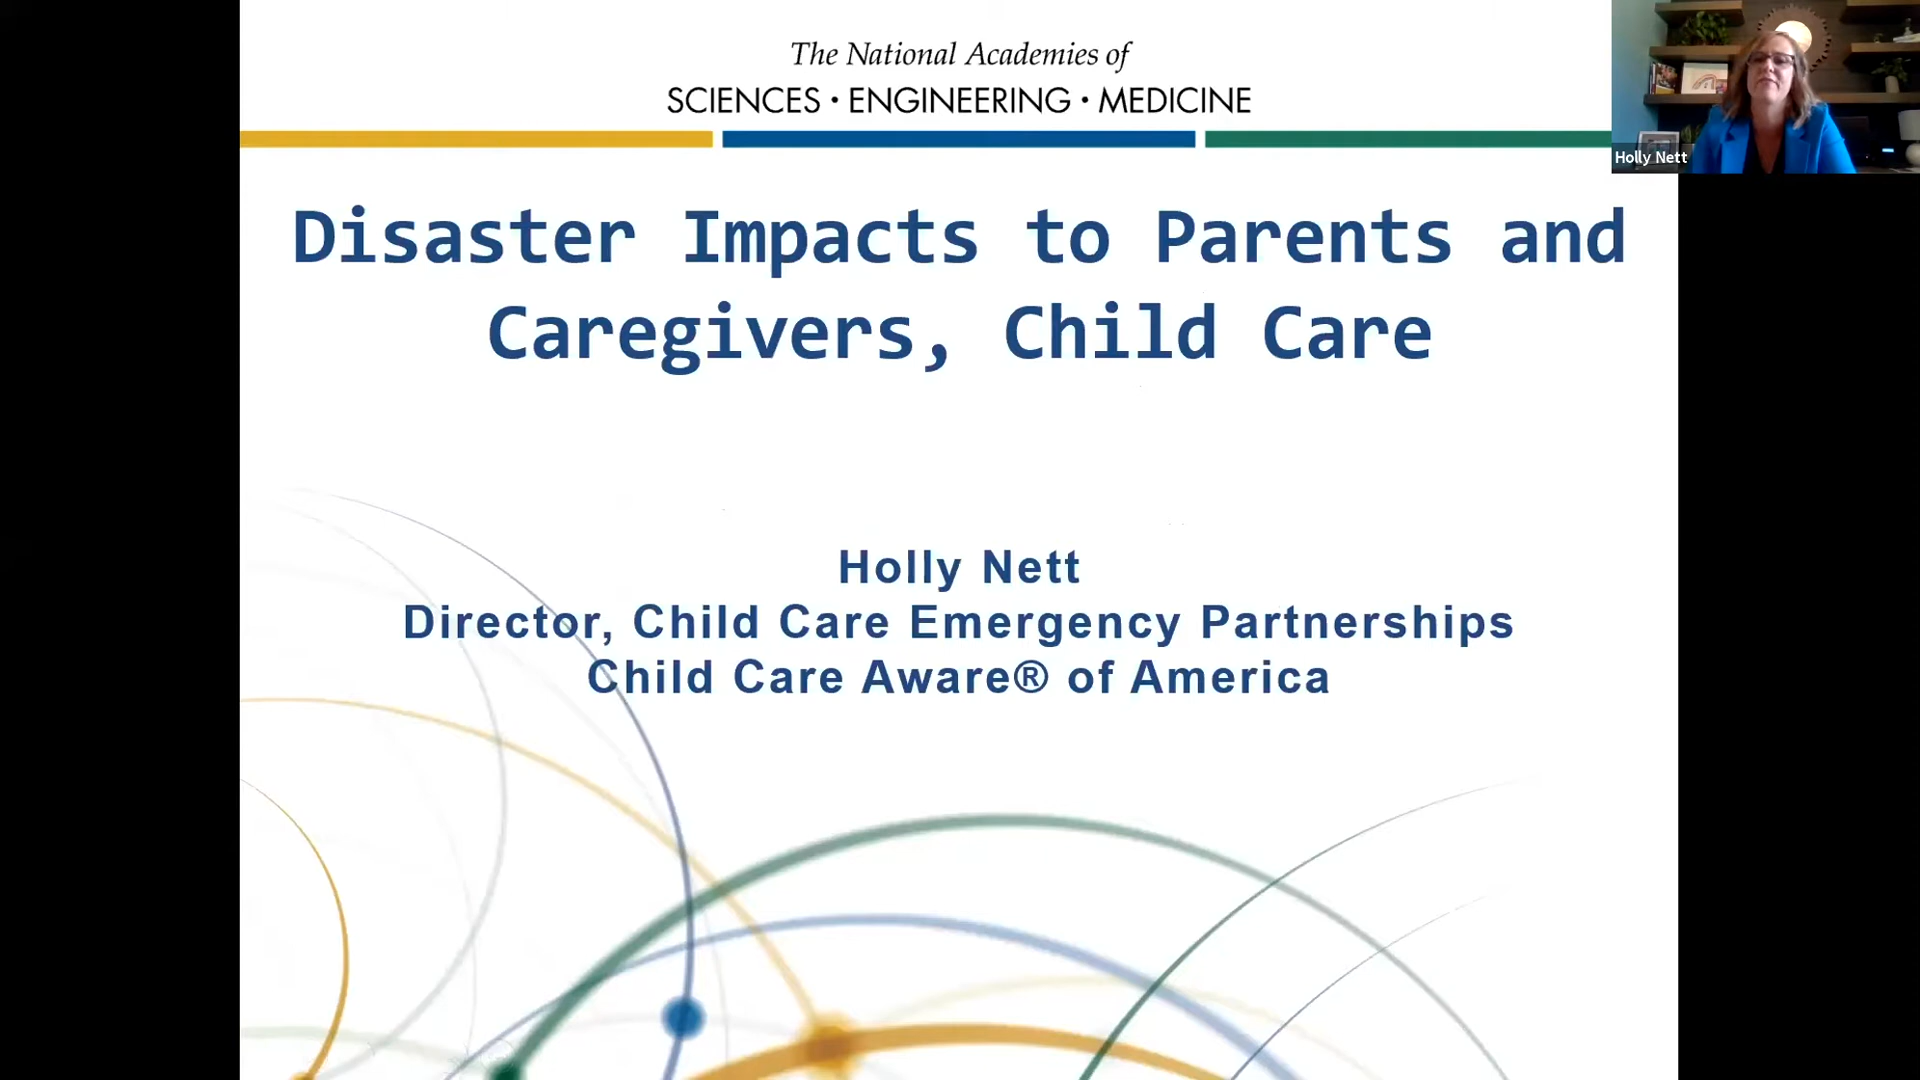 The National Academies of
SCIENCES • ENGINEERING • MEDICINE
Holly Nett
Disaster Impacts to Parents and
Caregivers, Child Care
Holly Nett
Director, Child Care Emergency Partnerships
Child Care Aware® of America